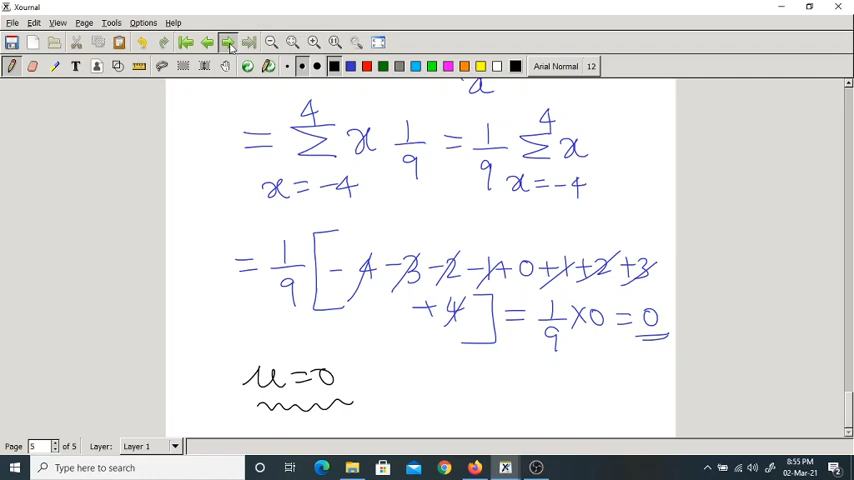 Xournal
File Edit View Page Tools Options Help
Arial Normal 12
= 4 ∑ x=-4 x 1/9 = 1/9 4 ∑ x=-4 x
= 1/9 [ -4 -3 -2 -1 +0 +1 +2 +3
+4 ] = 1/9 × 0 = 0
μ = 0
Page 5 of 5 Layer: Layer 1
Type here to search
8:55 PM
02-Mar-21
2